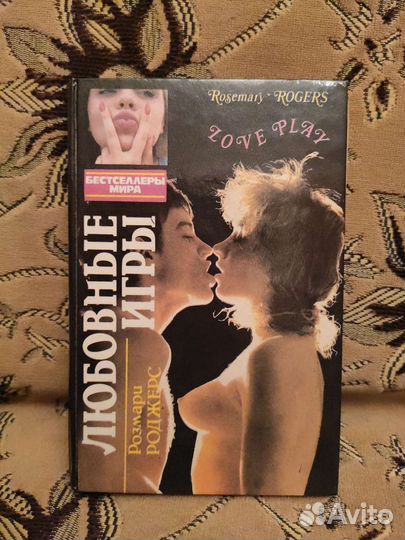 Rosemary • ROGERS
LOVE PLAY
БЕСТСЕЛЛЕРЫ
МИРА
ЛЮБОВНЫЕ
ИГРЫ
Розмари
РОДЖЕРС
Avito